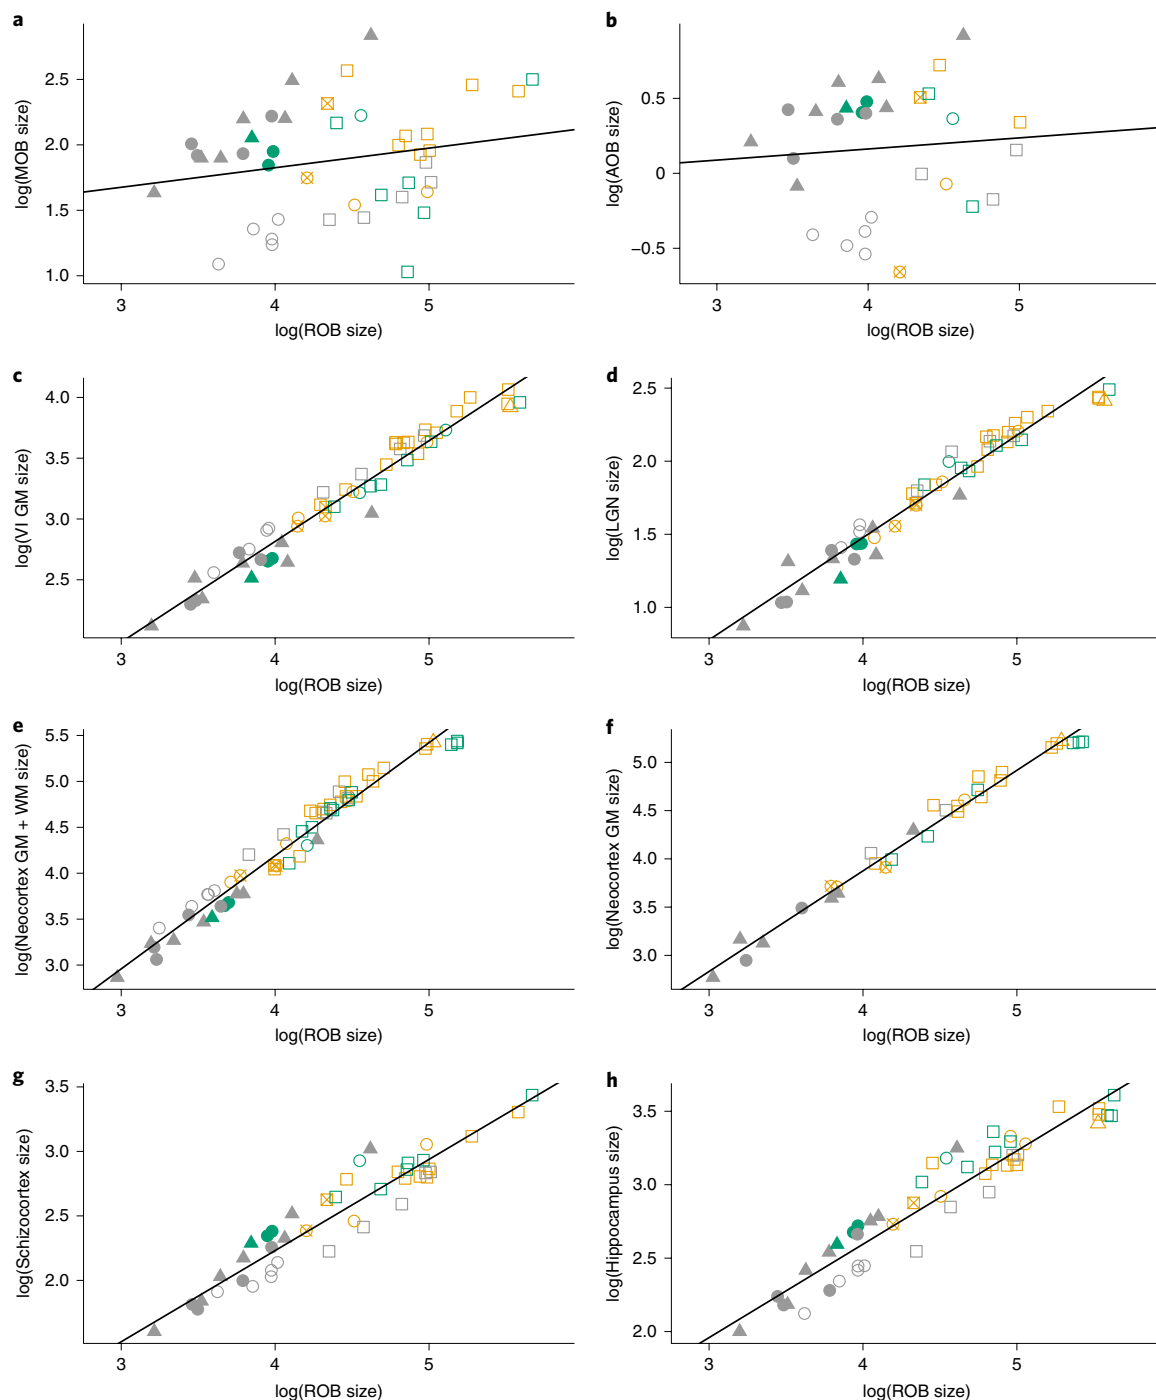 a
log(MOB size)
2.5
2.0
1.5
1.0
3 4 5
log(ROB size)
b
log(AOB size)
0.5
0
−0.5
3 4 5
log(ROB size)
c
log(VI GM size)
4.0
3.5
3.0
2.5
3 4 5
log(ROB size)
d
log(LGN size)
2.5
2.0
1.5
1.0
3 4 5
log(ROB size)
e
log(Neocortex GM + WM size)
5.5
5.0
4.5
4.0
3.5
3.0
3 4 5
log(ROB size)
f
log(Neocortex GM size)
5.0
4.5
4.0
3.5
3.0
3 4 5
log(ROB size)
g
log(Schizocortex size)
3.5
3.0
2.5
2.0
3 4 5
log(ROB size)
h
log(Hippocampus size)
3.5
3.0
2.5
2.0
3 4 5
log(ROB size)